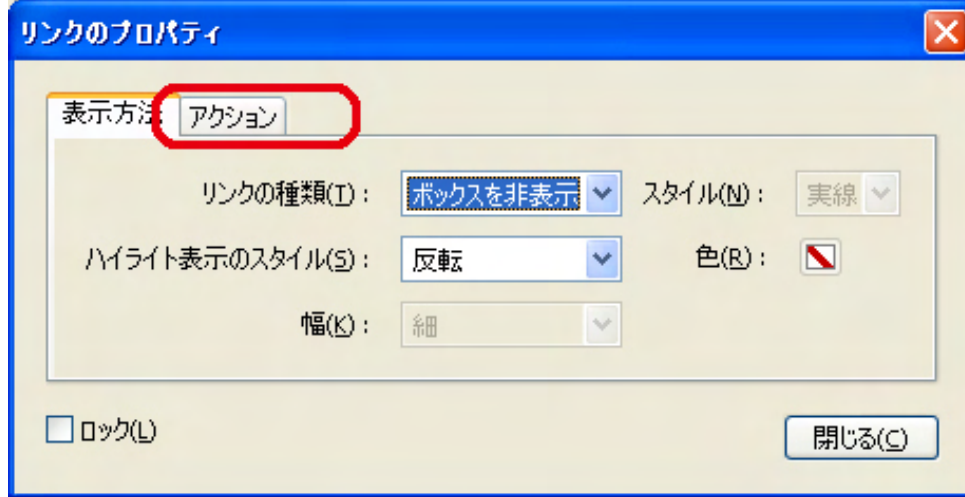 リンクのプロパティ
表示方法 アクション
リンクの種類(T): ボックスを非表示 スタイル(N): 実線
ハイライト表示のスタイル(S): 反転 色(R):
幅(K): 細
ロック(L) 閉じる(C)